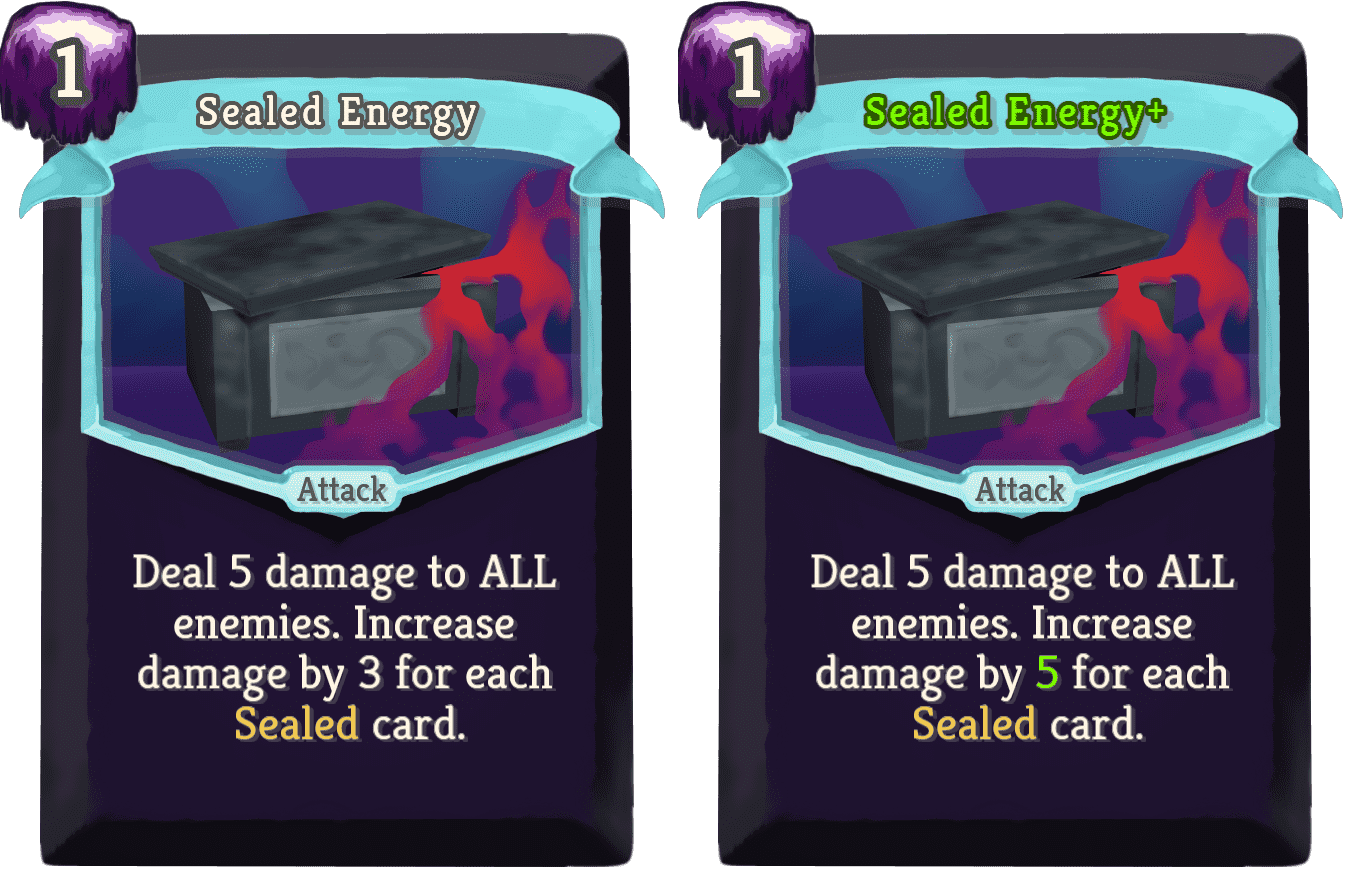 1
Sealed Energy
Attack
Deal 5 damage to ALL
enemies. Increase
damage by 3 for each
Sealed card.
1
Sealed Energy+
Attack
Deal 5 damage to ALL
enemies. Increase
damage by 5 for each
Sealed card.